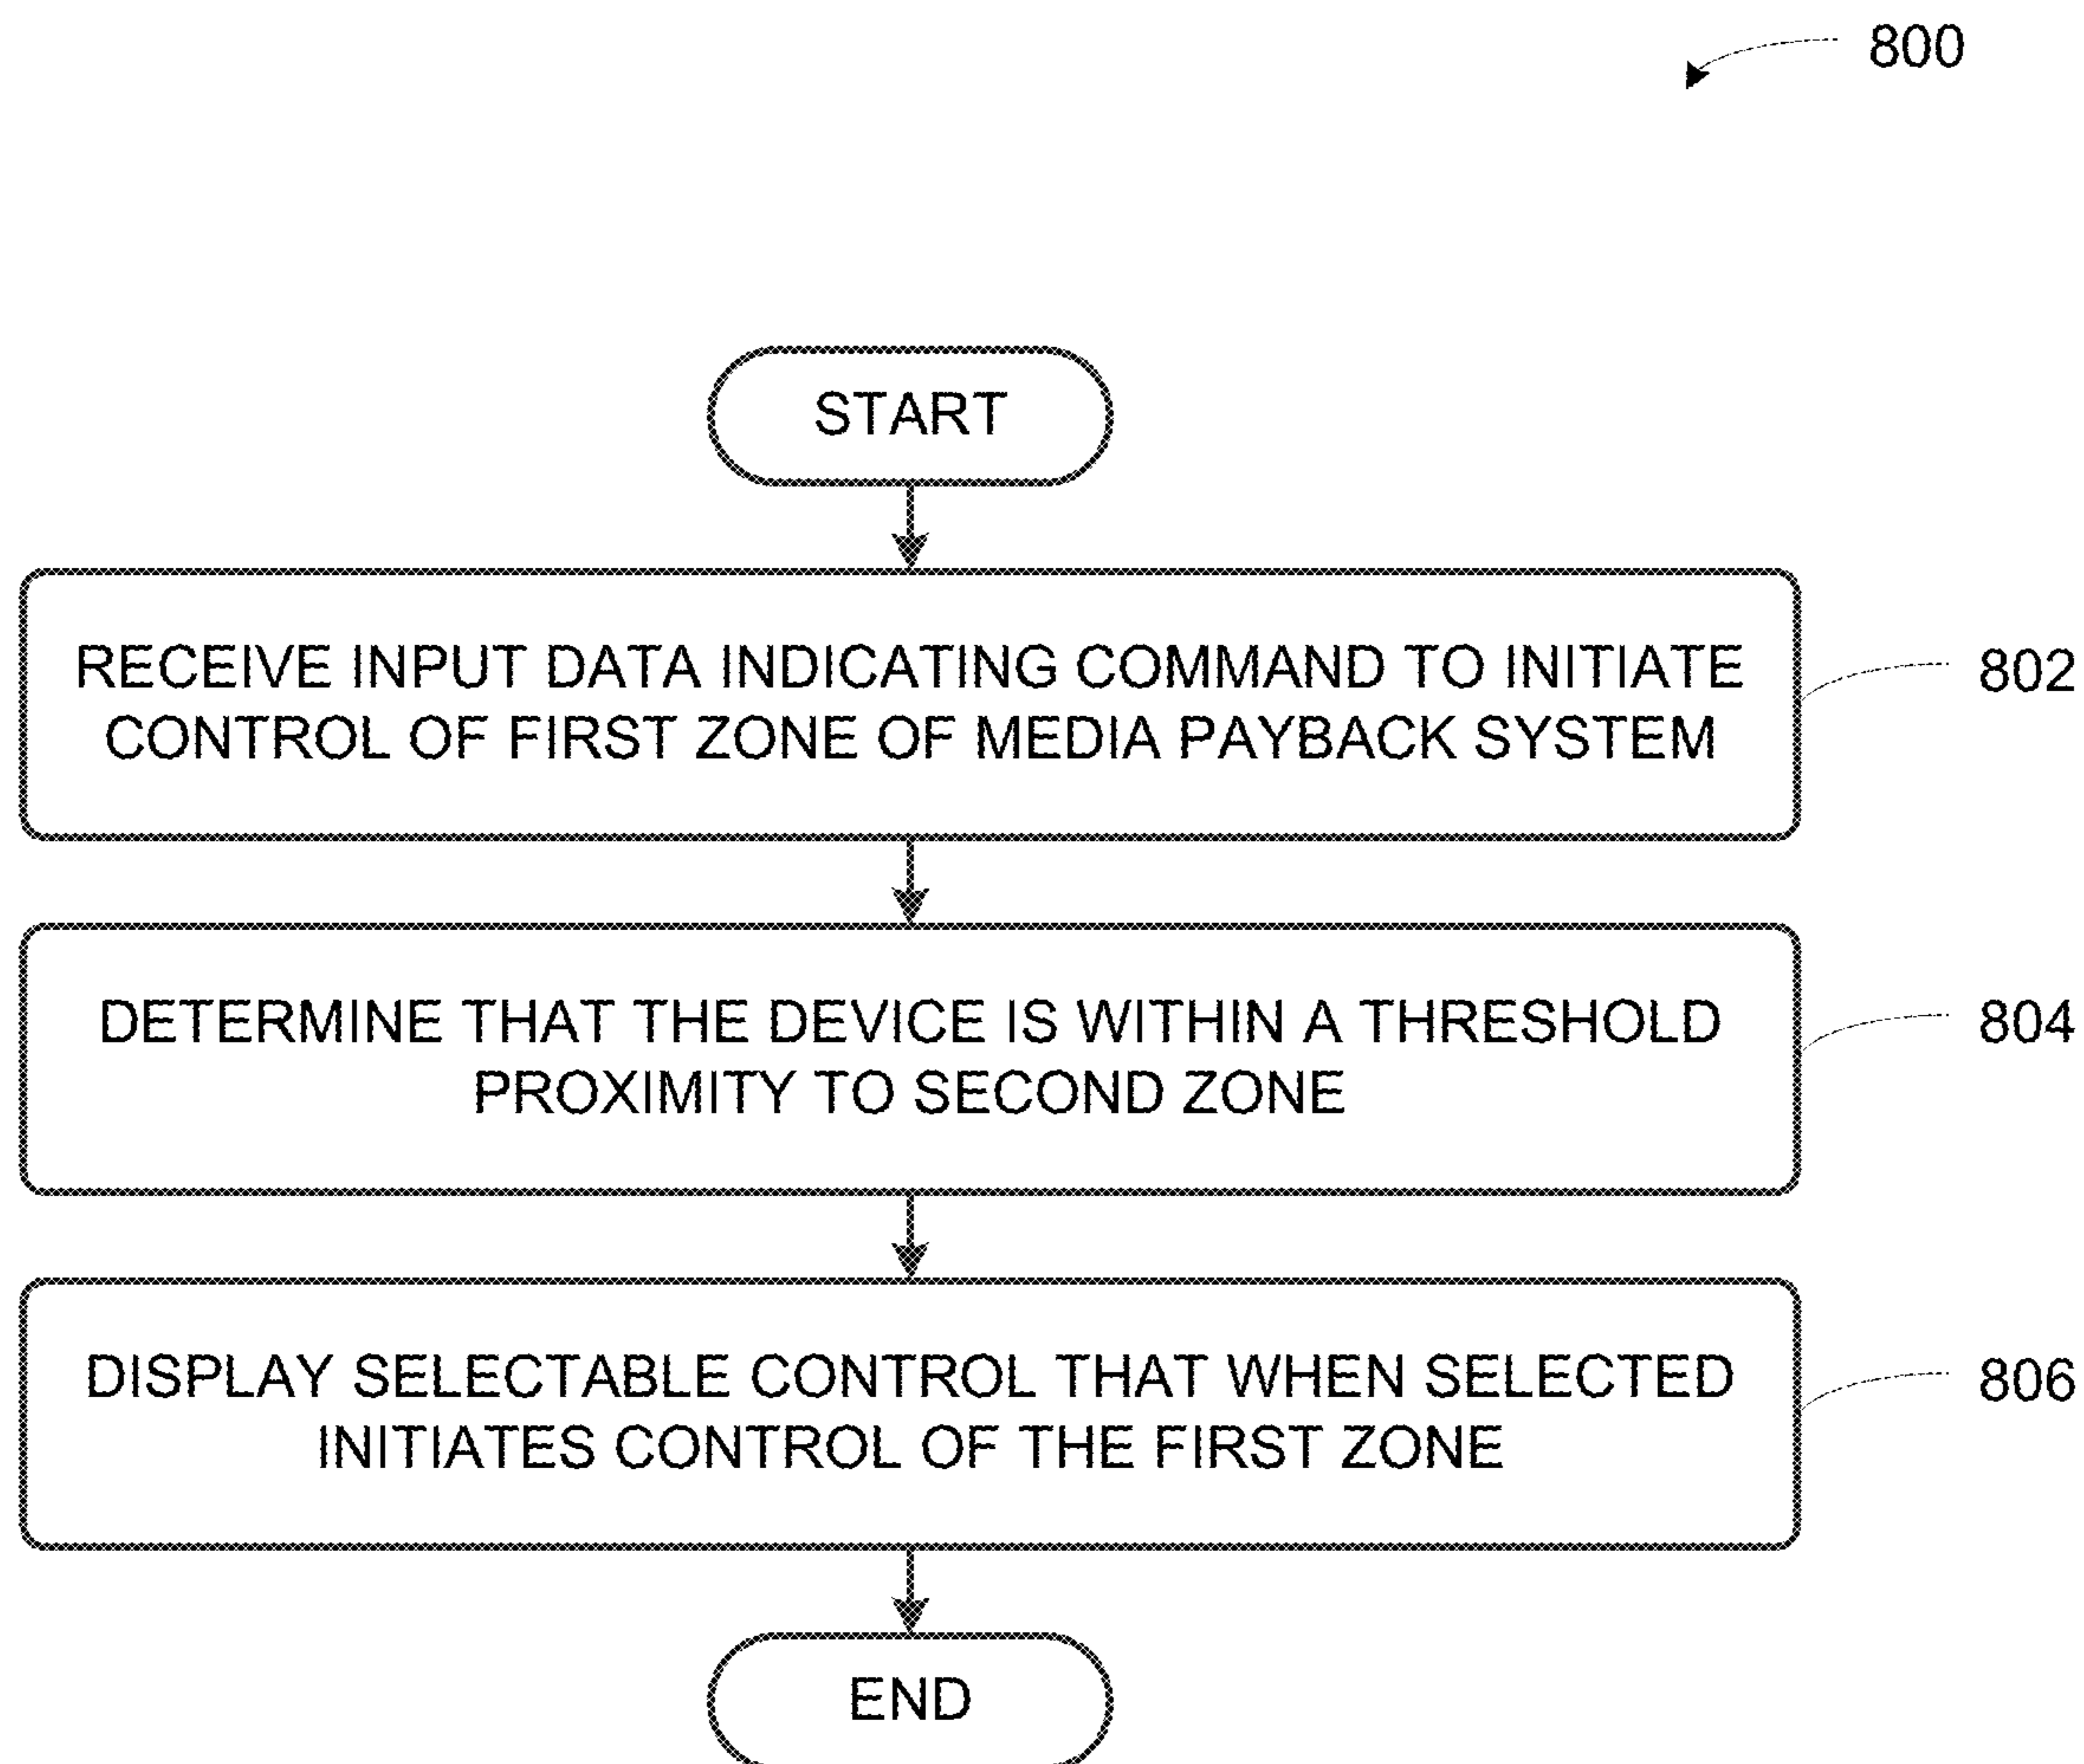 800
START
RECEIVE INPUT DATA INDICATING COMMAND TO INITIATE
CONTROL OF FIRST ZONE OF MEDIA PAYBACK SYSTEM
802
DETERMINE THAT THE DEVICE IS WITHIN A THRESHOLD
PROXIMITY TO SECOND ZONE
804
DISPLAY SELECTABLE CONTROL THAT WHEN SELECTED
INITIATES CONTROL OF THE FIRST ZONE
806
END